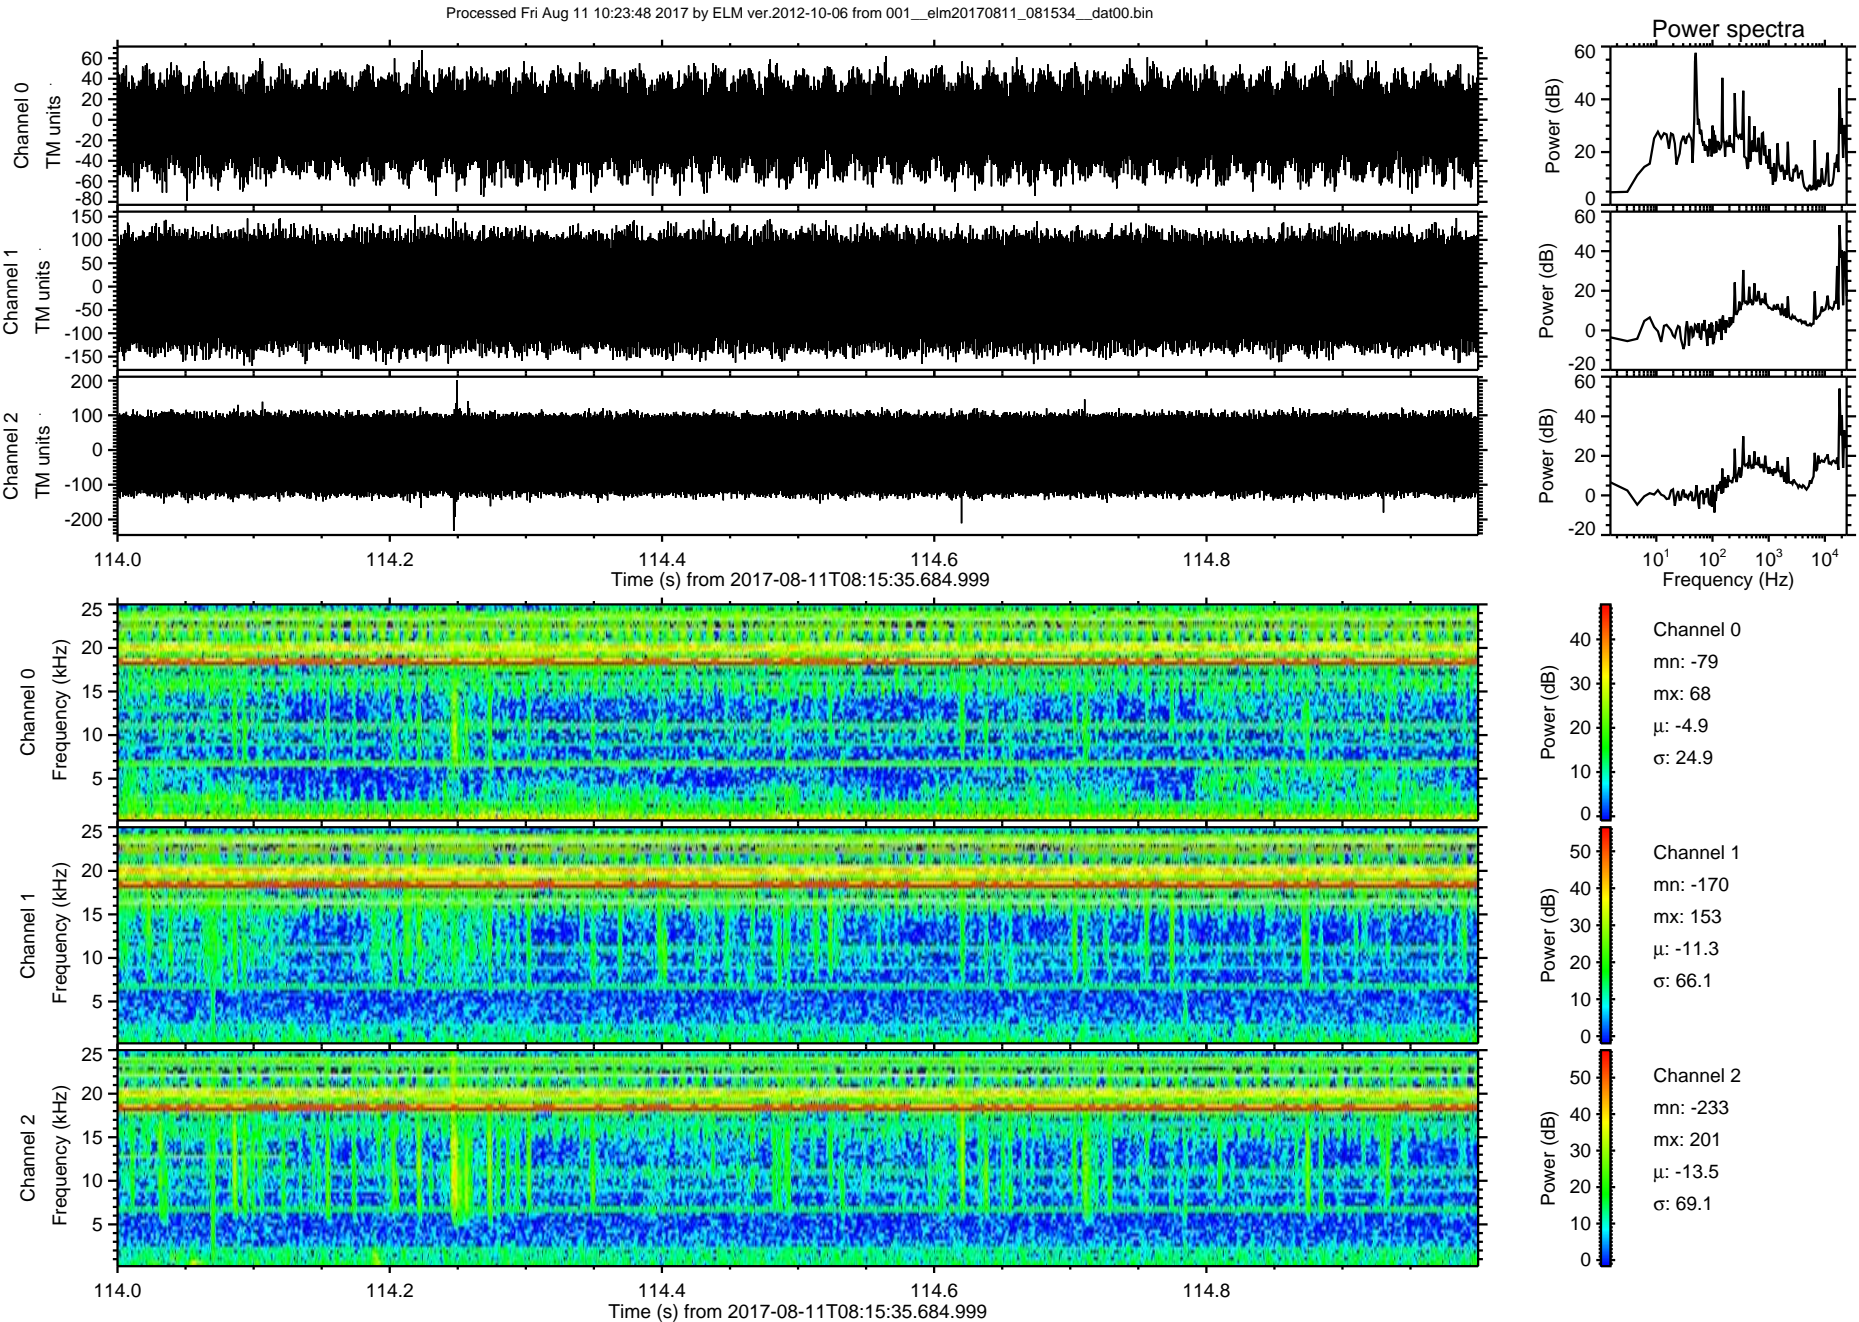 Processed Fri Aug 11 10:23:48 2017 by ELM ver.2012-10-06 from 001__elm20170811_081534__dat00.bin
Power spectra
Channel 0
TM units
60
40
20
0
-20
-40
-60
-80
Power (dB)
60
40
20
0
Channel 1
TM units
150
100
50
0
-50
-100
-150
Power (dB)
60
40
20
0
-20
Channel 2
TM units
200
100
0
-100
-200
Power (dB)
60
40
20
0
-20
114.0 114.2 114.4 114.6 114.8
Time (s) from 2017-08-11T08:15:35.684.999
10^1 10^2 10^3 10^4
Frequency (Hz)
Channel 0
Frequency (kHz)
25
20
15
10
5
Power (dB)
40
30
20
10
0
Channel 0
mn: -79
mx: 68
μ: -4.9
σ: 24.9
Channel 1
Frequency (kHz)
25
20
15
10
5
Power (dB)
50
40
30
20
10
0
Channel 1
mn: -170
mx: 153
μ: -11.3
σ: 66.1
Channel 2
Frequency (kHz)
25
20
15
10
5
Power (dB)
50
40
30
20
10
0
Channel 2
mn: -233
mx: 201
μ: -13.5
σ: 69.1
114.0 114.2 114.4 114.6 114.8
Time (s) from 2017-08-11T08:15:35.684.999